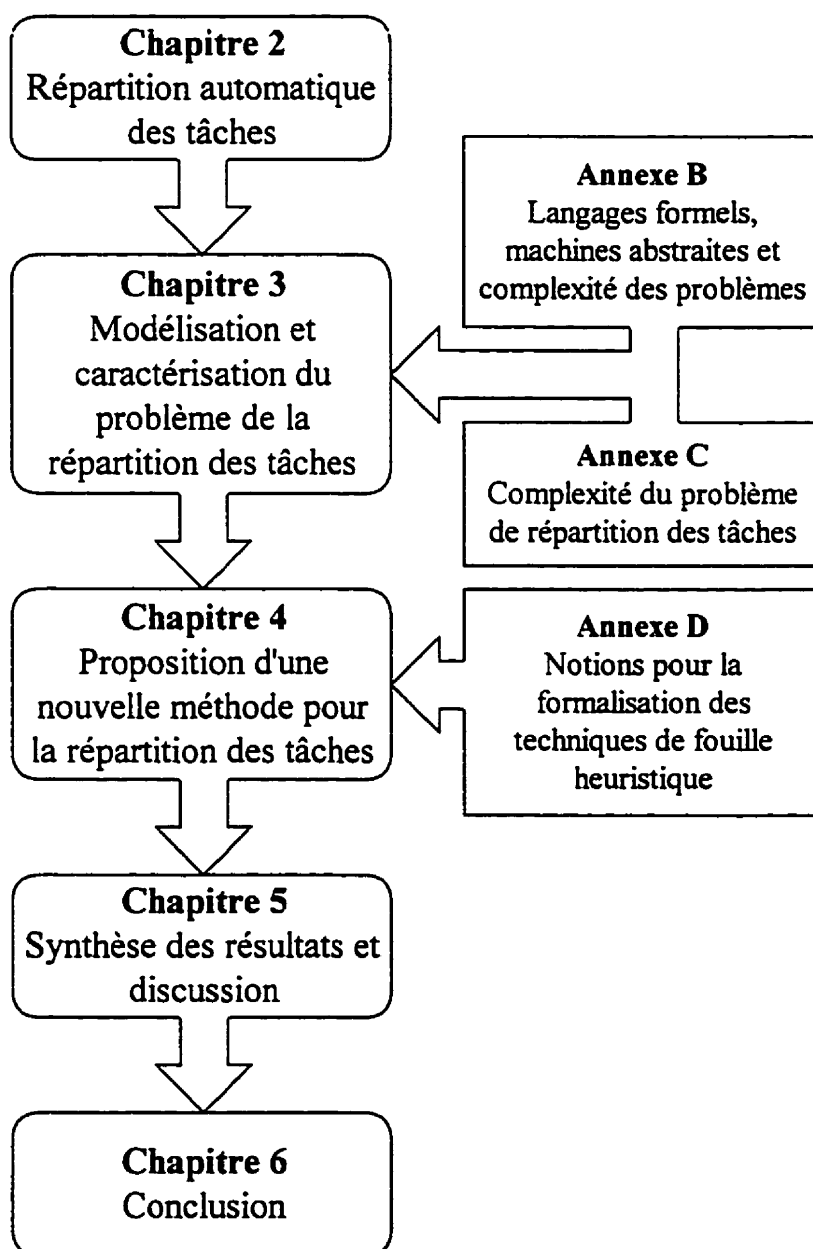 Chapitre 2
Répartition automatique
des tâches
Chapitre 3
Modélisation et
caractérisation du
problème de la
répartition des tâches
Annexe B
Langages formels,
machines abstraites et
complexité des problèmes
Annexe C
Complexité du problème
de répartition des tâches
Chapitre 4
Proposition d'une
nouvelle méthode pour
la répartition des tâches
Annexe D
Notions pour la
formalisation des
techniques de fouille
heuristique
Chapitre 5
Synthèse des résultats et
discussion
Chapitre 6
Conclusion